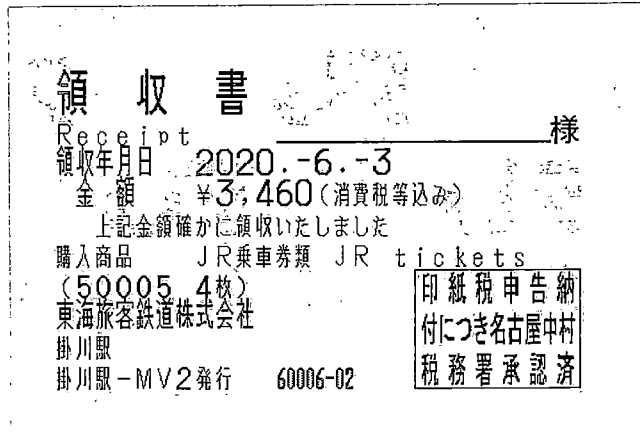 領収書
Receipt 様
領収年月日 2020.-6.-3
金額 ¥3,460(消費税等込み)
上記金額確かに領収いたしました
購入商品 JR乗車券類 JR tickets
(50005 4枚)
東海旅客鉄道株式会社
掛川駅
掛川駅-MV2発行 60006-02
印紙税申告納
付につき名古屋中村
税務署承認済